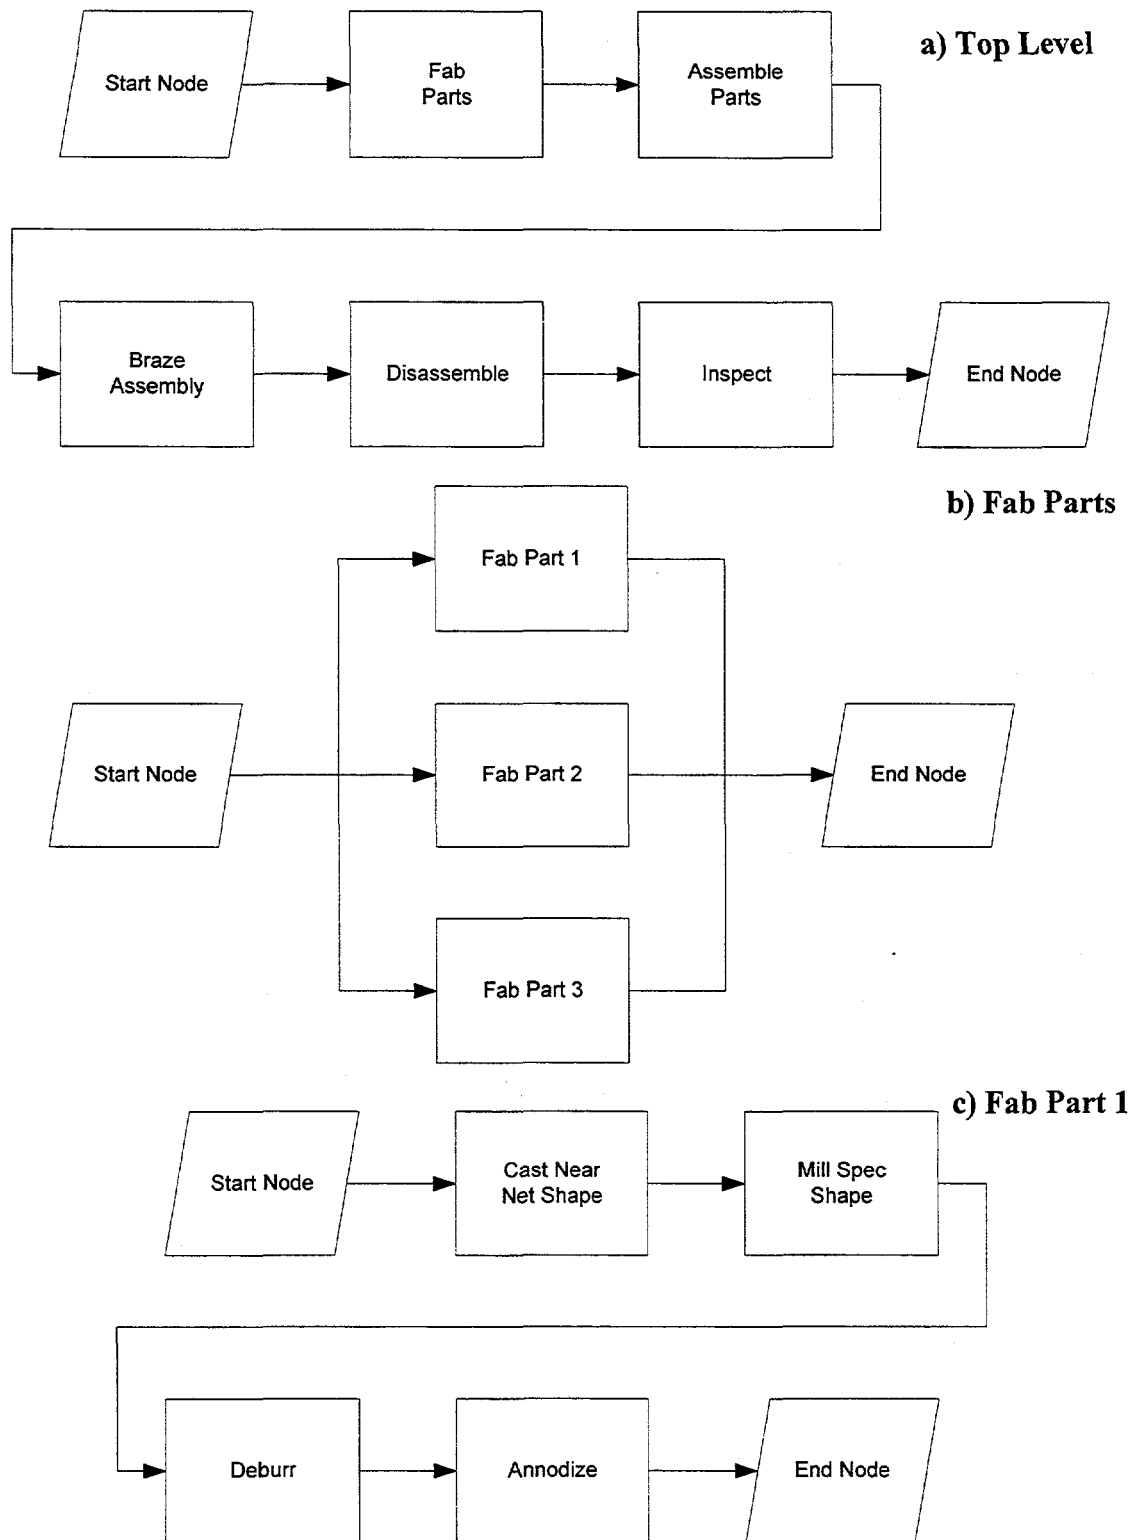 a) Top Level
Start Node
Fab
Parts
Assemble
Parts
Braze
Assembly
Disassemble
Inspect
End Node
b) Fab Parts
Fab Part 1
Start Node
Fab Part 2
End Node
Fab Part 3
c) Fab Part 1
Start Node
Cast Near
Net Shape
Mill Spec
Shape
Deburr
Annodize
End Node